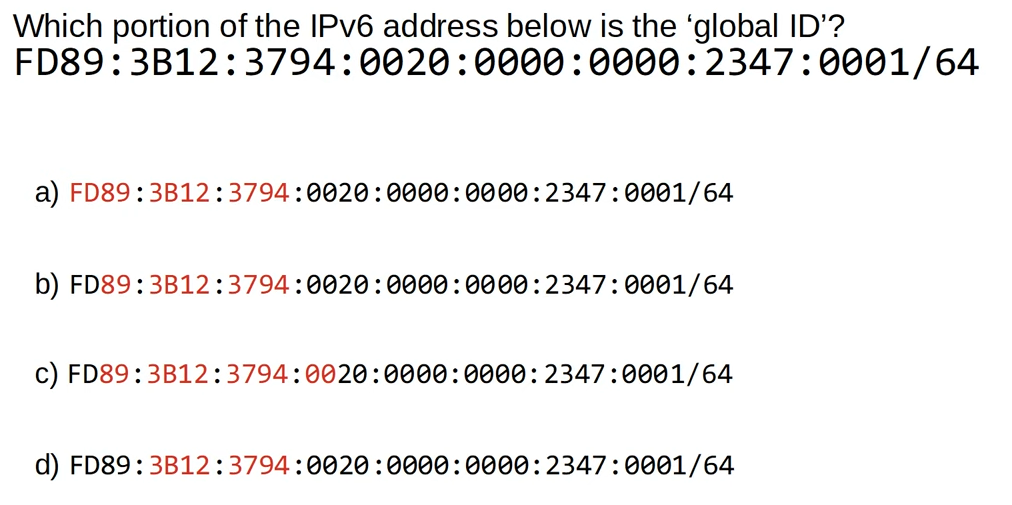 Which portion of the IPv6 address below is the ‘global ID’?
FD89:3B12:3794:0020:0000:0000:2347:0001/64
a) FD89:3B12:3794:0020:0000:0000:2347:0001/64
b) FD89:3B12:3794:0020:0000:0000:2347:0001/64
c) FD89:3B12:3794:0020:0000:0000:2347:0001/64
d) FD89:3B12:3794:0020:0000:0000:2347:0001/64